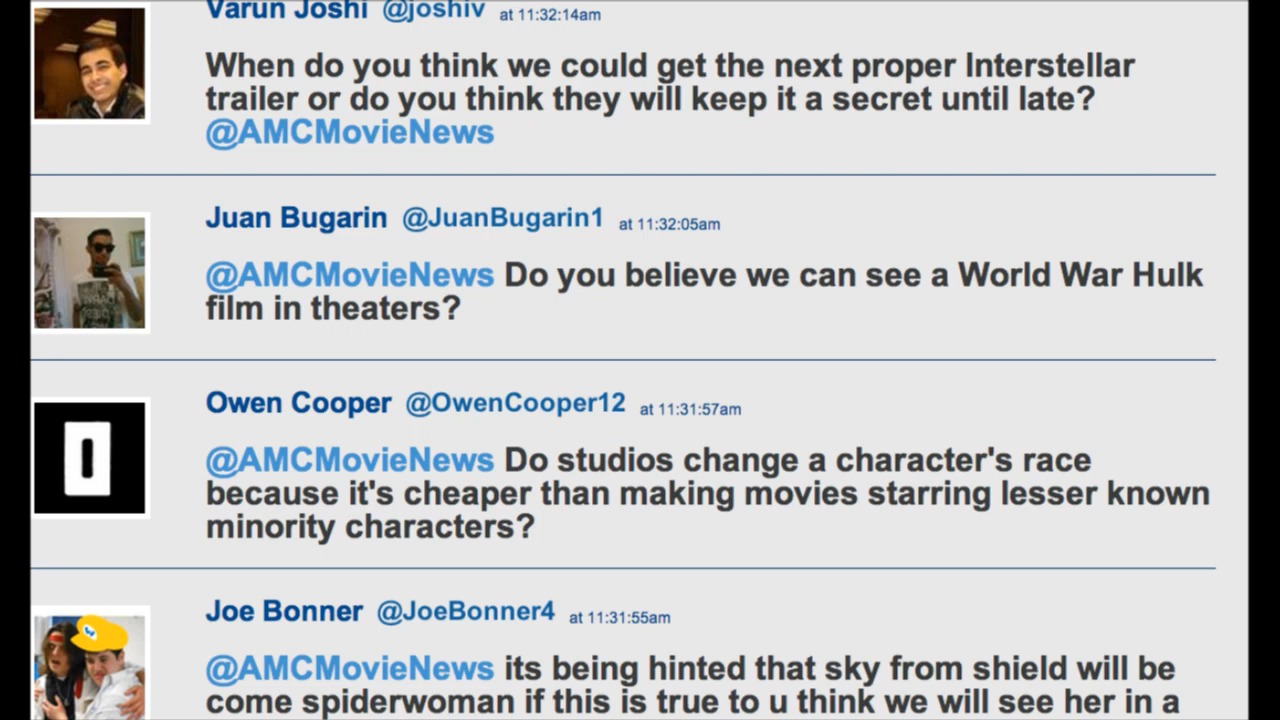 Varun Joshi @joshiv at 11:32:14am
When do you think we could get the next proper Interstellar
trailer or do you think they will keep it a secret until late?
@AMCMovieNews
Juan Bugarin @JuanBugarin1 at 11:32:05am
@AMCMovieNews Do you believe we can see a World War Hulk
film in theaters?
Owen Cooper @OwenCooper12 at 11:31:57am
@AMCMovieNews Do studios change a character's race
because it's cheaper than making movies starring lesser known
minority characters?
Joe Bonner @JoeBonner4 at 11:31:55am
@AMCMovieNews its being hinted that sky from shield will be
come spiderwoman if this is true to u think we will see her in a